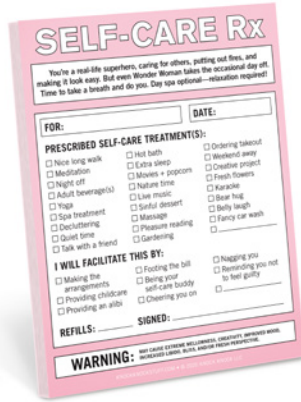 SELF-CARE Rx
You're a real-life superhero, caring for others, putting out fires, and
making it look easy. But even Wonder Woman takes the occasional day off.
Time to take a breath and do you. Day spa optional—relaxation required!
FOR:
DATE:
PRESCRIBED SELF-CARE TREATMENT(S):
Nice long walk
Meditation
Night off
Adult beverage(s)
Yoga
Spa treatment
Decluttering
Quiet time
Talk with a friend
Hot bath
Extra sleep
Movies + popcorn
Nature time
Live music
Sinful dessert
Massage
Pleasure reading
Gardening
Ordering takeout
Weekend away
Creative project
Fresh flowers
Karaoke
Bear hug
Belly laugh
Fancy car wash
I WILL FACILITATE THIS BY:
Making the
arrangements
Providing childcare
Providing an alibi
Footing the bill
Being your
self-care buddy
Cheering you on
Nagging you
Reminding you not
to feel guilty
REFILLS:
SIGNED:
WARNING:
MAY CAUSE EXTREME MELLOWNESS, CREATIVITY, IMPROVED MOOD,
INCREASED LIBIDO, BLISS, AND/OR FRESH PERSPECTIVE.